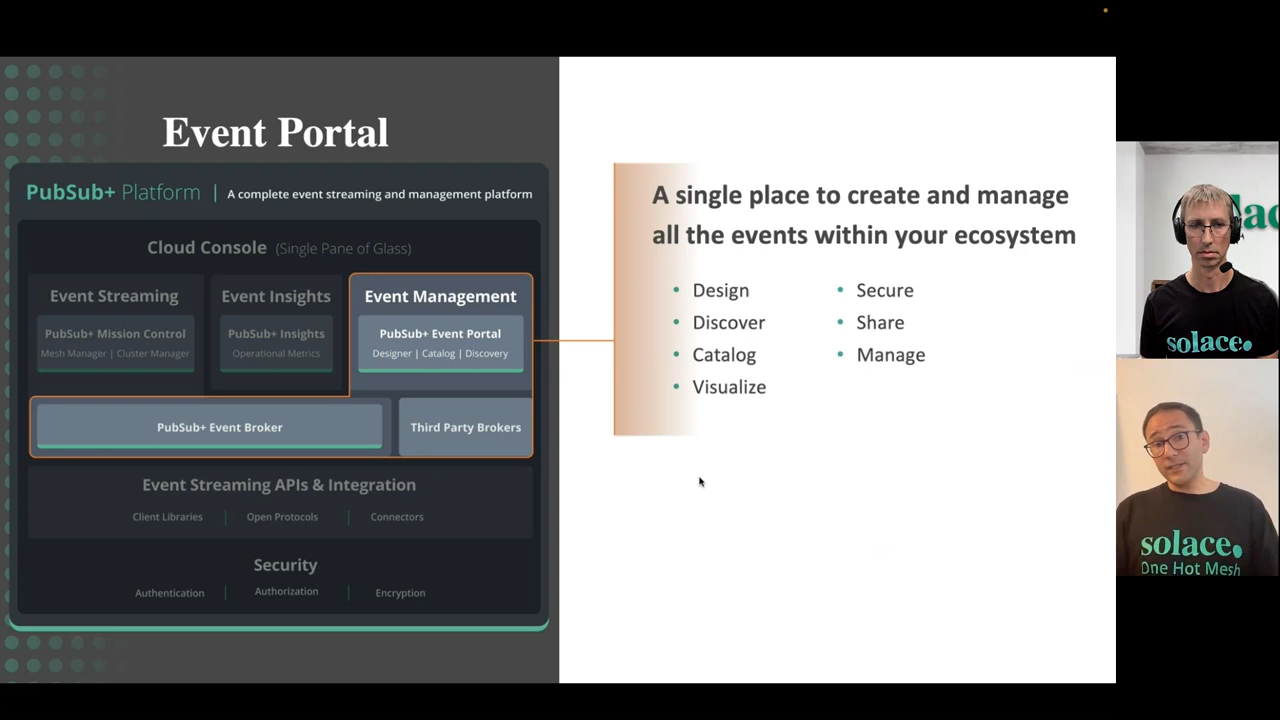 Event Portal
PubSub+ Platform | A complete event streaming and management platform
Cloud Console (Single Pane of Glass)
Event Streaming
PubSub+ Mission Control
Mesh Manager | Cluster Manager
Event Insights
PubSub+ Insights
Operational Metrics
Event Management
PubSub+ Event Portal
Designer | Catalog | Discovery
PubSub+ Event Broker
Third Party Brokers
Event Streaming APIs & Integration
Client Libraries | Open Protocols | Connectors
Security
Authentication | Authorization | Encryption
A single place to create and manage
all the events within your ecosystem
• Design
• Discover
• Catalog
• Visualize
• Secure
• Share
• Manage
solace.
solace.
One Hot Mesh